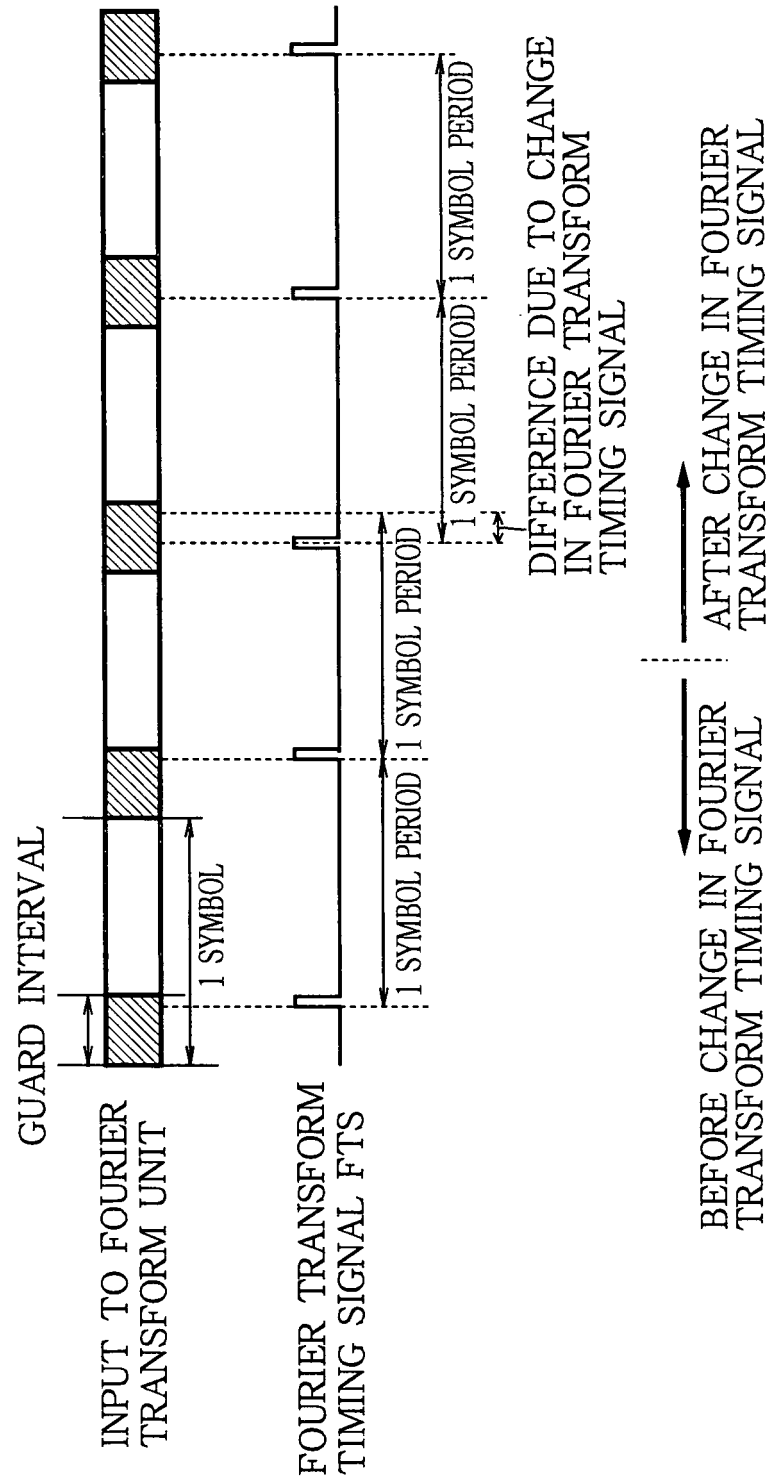 GUARD INTERVAL
INPUT TO FOURIER
TRANSFORM UNIT
1 SYMBOL
FOURIER TRANSFORM
TIMING SIGNAL FTS
1 SYMBOL PERIOD
1 SYMBOL PERIOD
1 SYMBOL PERIOD
1 SYMBOL PERIOD
DIFFERENCE DUE TO CHANGE
IN FOURIER TRANSFORM
TIMING SIGNAL
BEFORE CHANGE IN FOURIER
TRANSFORM TIMING SIGNAL
AFTER CHANGE IN FOURIER
TRANSFORM TIMING SIGNAL